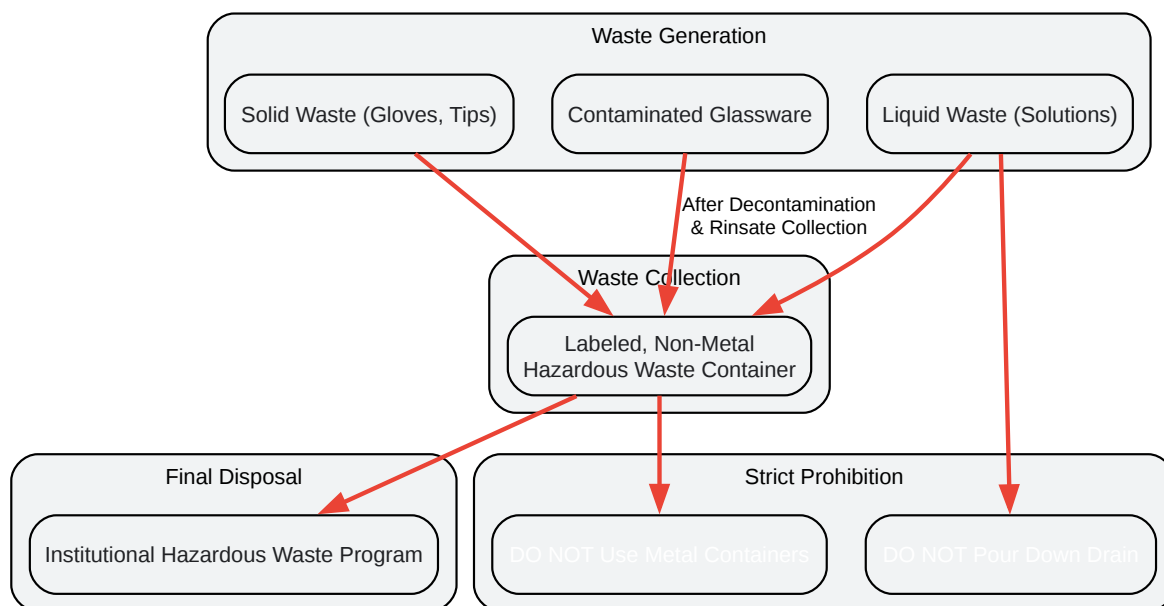 Waste Generation
Solid Waste (Gloves, Tips)
Contaminated Glassware
Liquid Waste (Solutions)
After Decontamination
& Rinsate Collection
Waste Collection
Labeled, Non-Metal
Hazardous Waste Container
Final Disposal
Strict Prohibition
Institutional Hazardous Waste Program
DO NOT Use Metal Containers
DO NOT Pour Down Drain